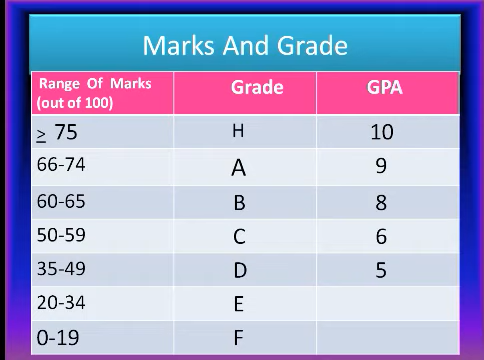 Marks And Grade
Range Of Marks Grade GPA
(out of 100)
≥ 75 H 10
66-74 A 9
60-65 B 8
50-59 C 6
35-49 D 5
20-34 E
0-19 F